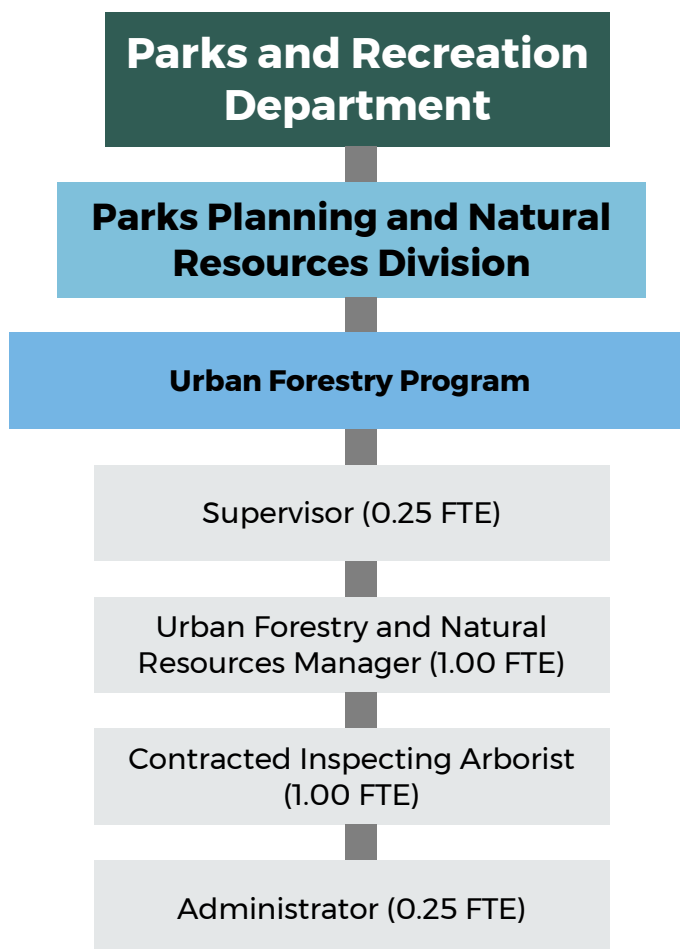 Parks and Recreation
Department
Parks Planning and Natural
Resources Division
Urban Forestry Program
Supervisor (0.25 FTE)
Urban Forestry and Natural
Resources Manager (1.00 FTE)
Contracted Inspecting Arborist
(1.00 FTE)
Administrator (0.25 FTE)